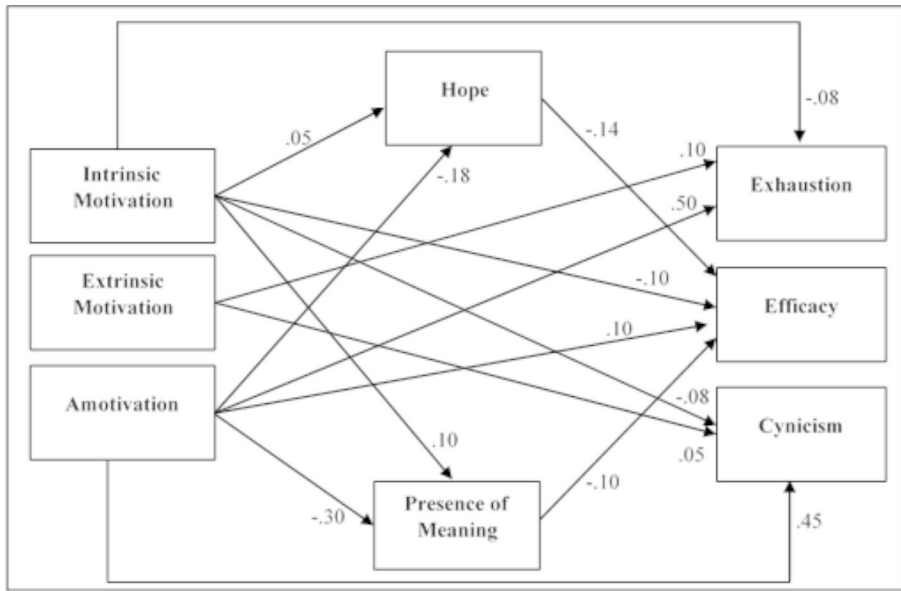 Hope
-.08
.05
-.14
.10
Intrinsic
Motivation
-.18
Exhaustion
.50
Extrinsic
Motivation
-.10
Efficacy
.10
Amotivation
-.08
Cynicism
.10
.05
-.30
Presence of
Meaning
-.10
.45